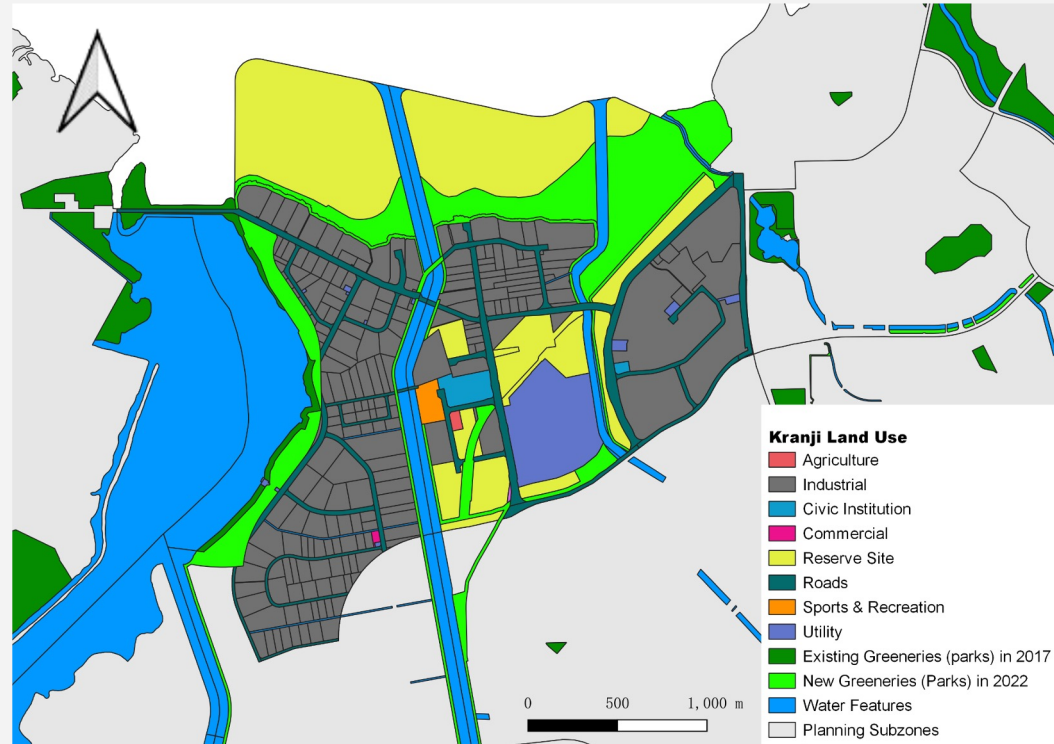 Kranji Land Use
Agriculture
Industrial
Civic Institution
Commercial
Reserve Site
Roads
Sports & Recreation
Utility
Existing Greeneries (parks) in 2017
New Greeneries (Parks) in 2022
Water Features
Planning Subzones
0 500 1,000 m